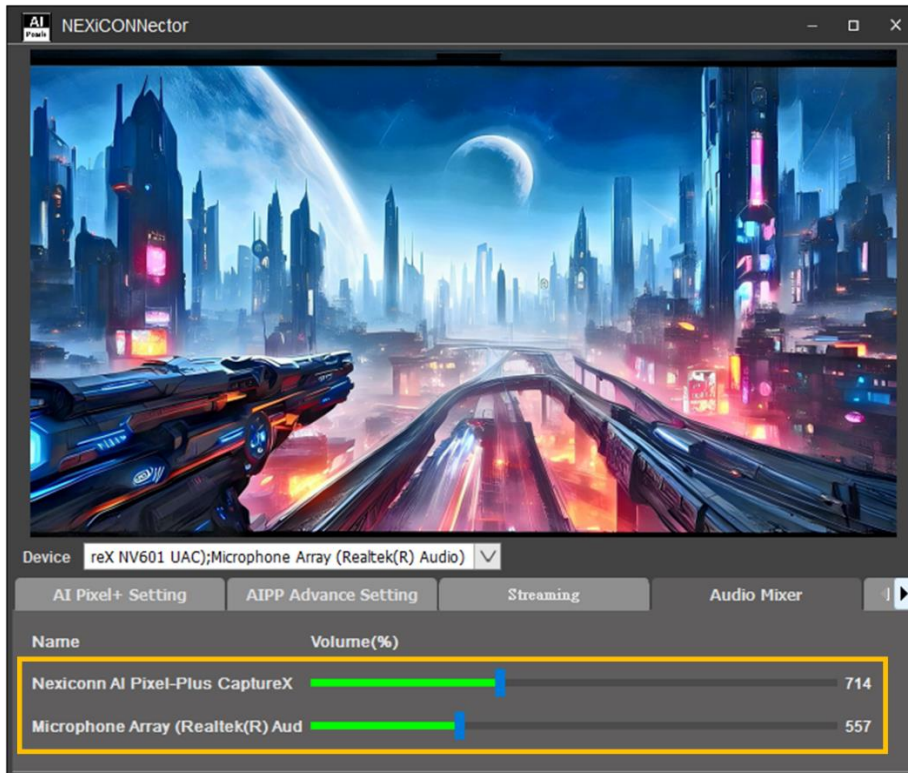 AI
Pixels
NEXiCONNector
Device reX NV601 UAC);Microphone Array (Realtek(R) Audio)
AI Pixel+ Setting AIPP Advance Setting Streaming Audio Mixer
Name Volume(%)
Nexiconn AI Pixel-Plus CaptureX 714
Microphone Array (Realtek(R) Aud 557